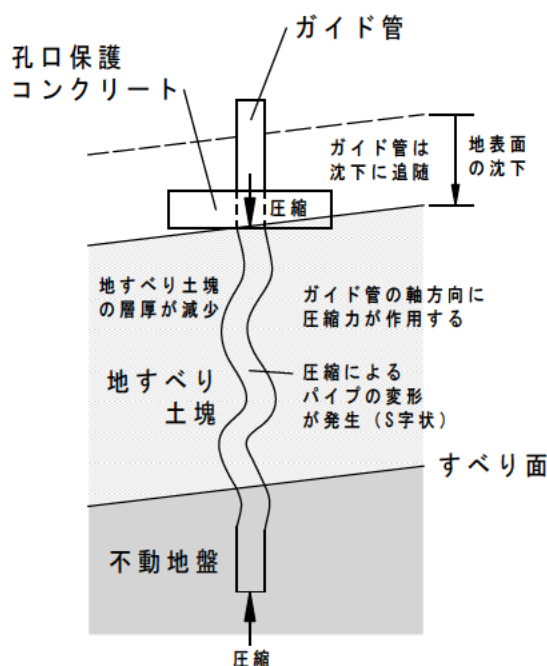 ガイド管
孔口保護
コンクリート
ガイド管は
沈下に追随
地表面
の沈下
圧縮
地すべり土塊
の層厚が減少
ガイド管の軸方向に
圧縮力が作用する
地すべり
土塊
圧縮による
パイプの変形
が発生（S字状）
すべり面
不動地盤
圧縮